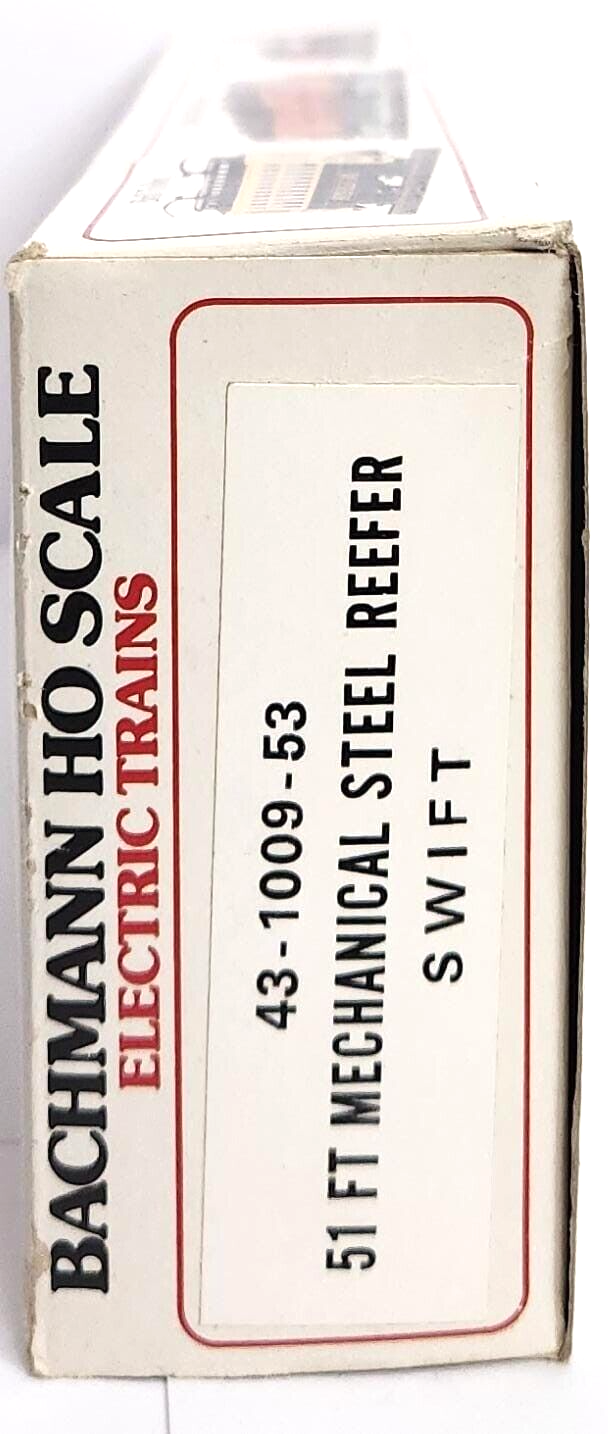 BACHMANN HO SCALE
ELECTRIC TRAINS
43-1009-53
51 FT MECHANICAL STEEL REEFER
SWIFT